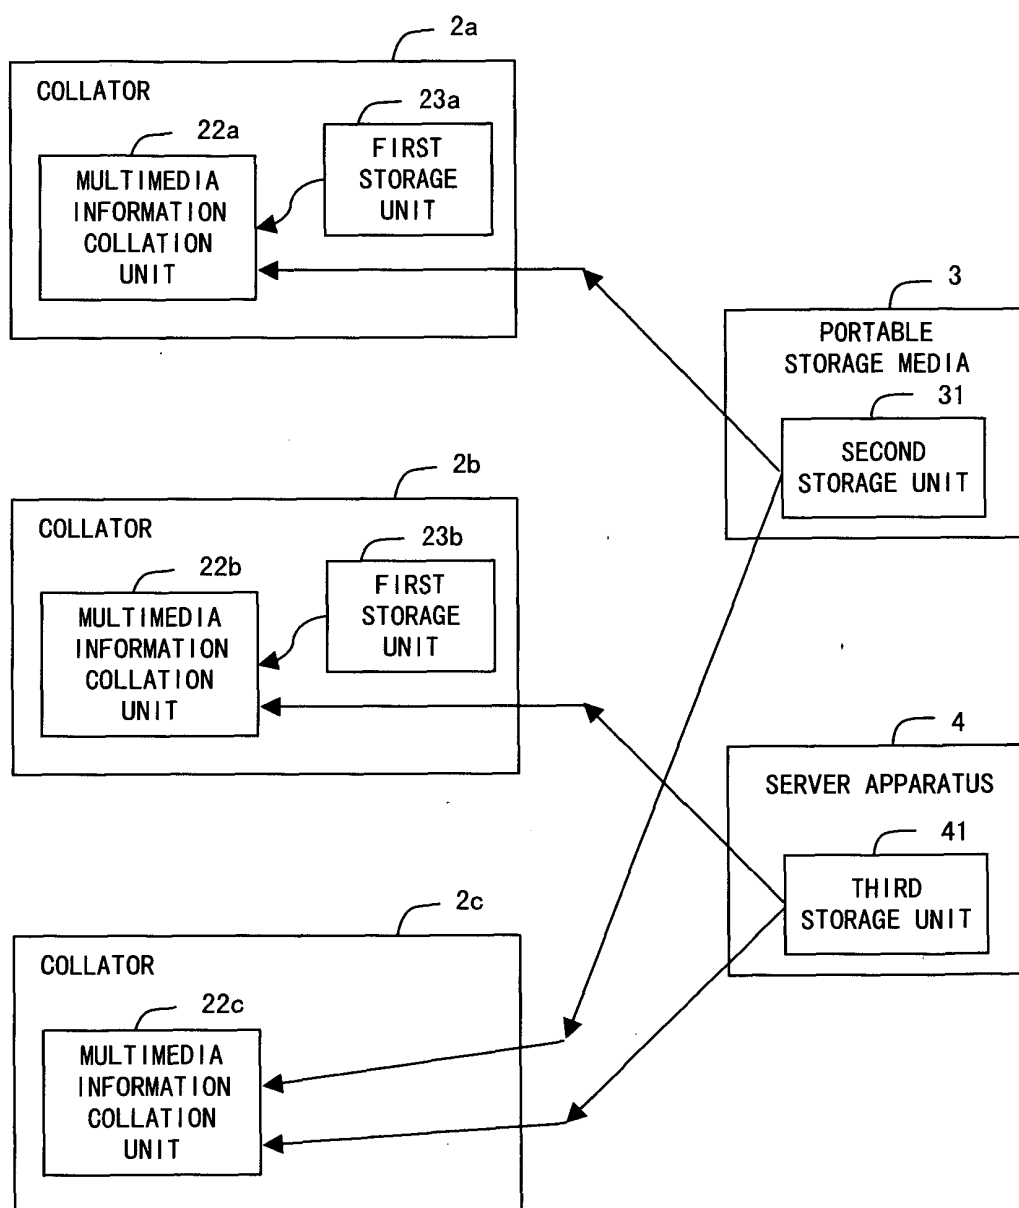 2a
COLLATOR
23a
22a
FIRST
STORAGE
UNIT
MULTIMEDIA
INFORMATION
COLLATION
UNIT
3
PORTABLE
STORAGE MEDIA
31
SECOND
STORAGE UNIT
2b
COLLATOR
23b
22b
FIRST
STORAGE
UNIT
MULTIMEDIA
INFORMATION
COLLATION
UNIT
4
SERVER APPARATUS
41
THIRD
STORAGE UNIT
2c
COLLATOR
22c
MULTIMEDIA
INFORMATION
COLLATION
UNIT